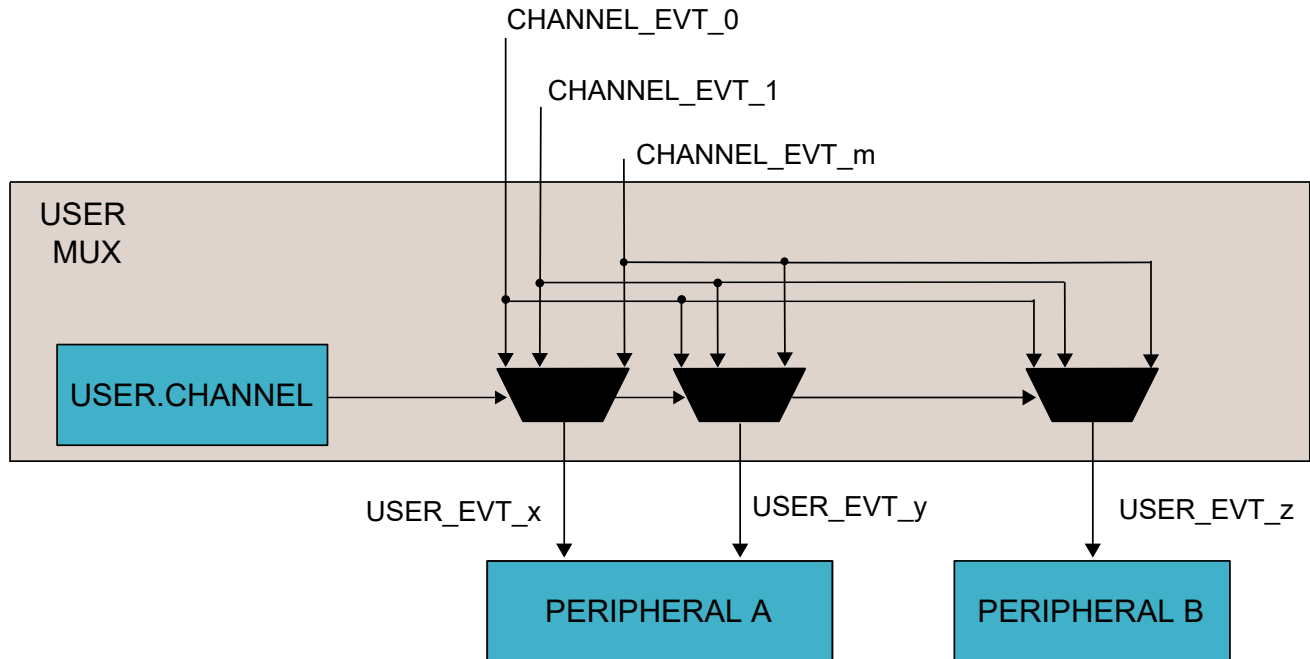 CHANNEL_EVT_0
CHANNEL_EVT_1
CHANNEL_EVT_m
USER
MUX
USER.CHANNEL
USER_EVT_x
USER_EVT_y
USER_EVT_z
PERIPHERAL A
PERIPHERAL B